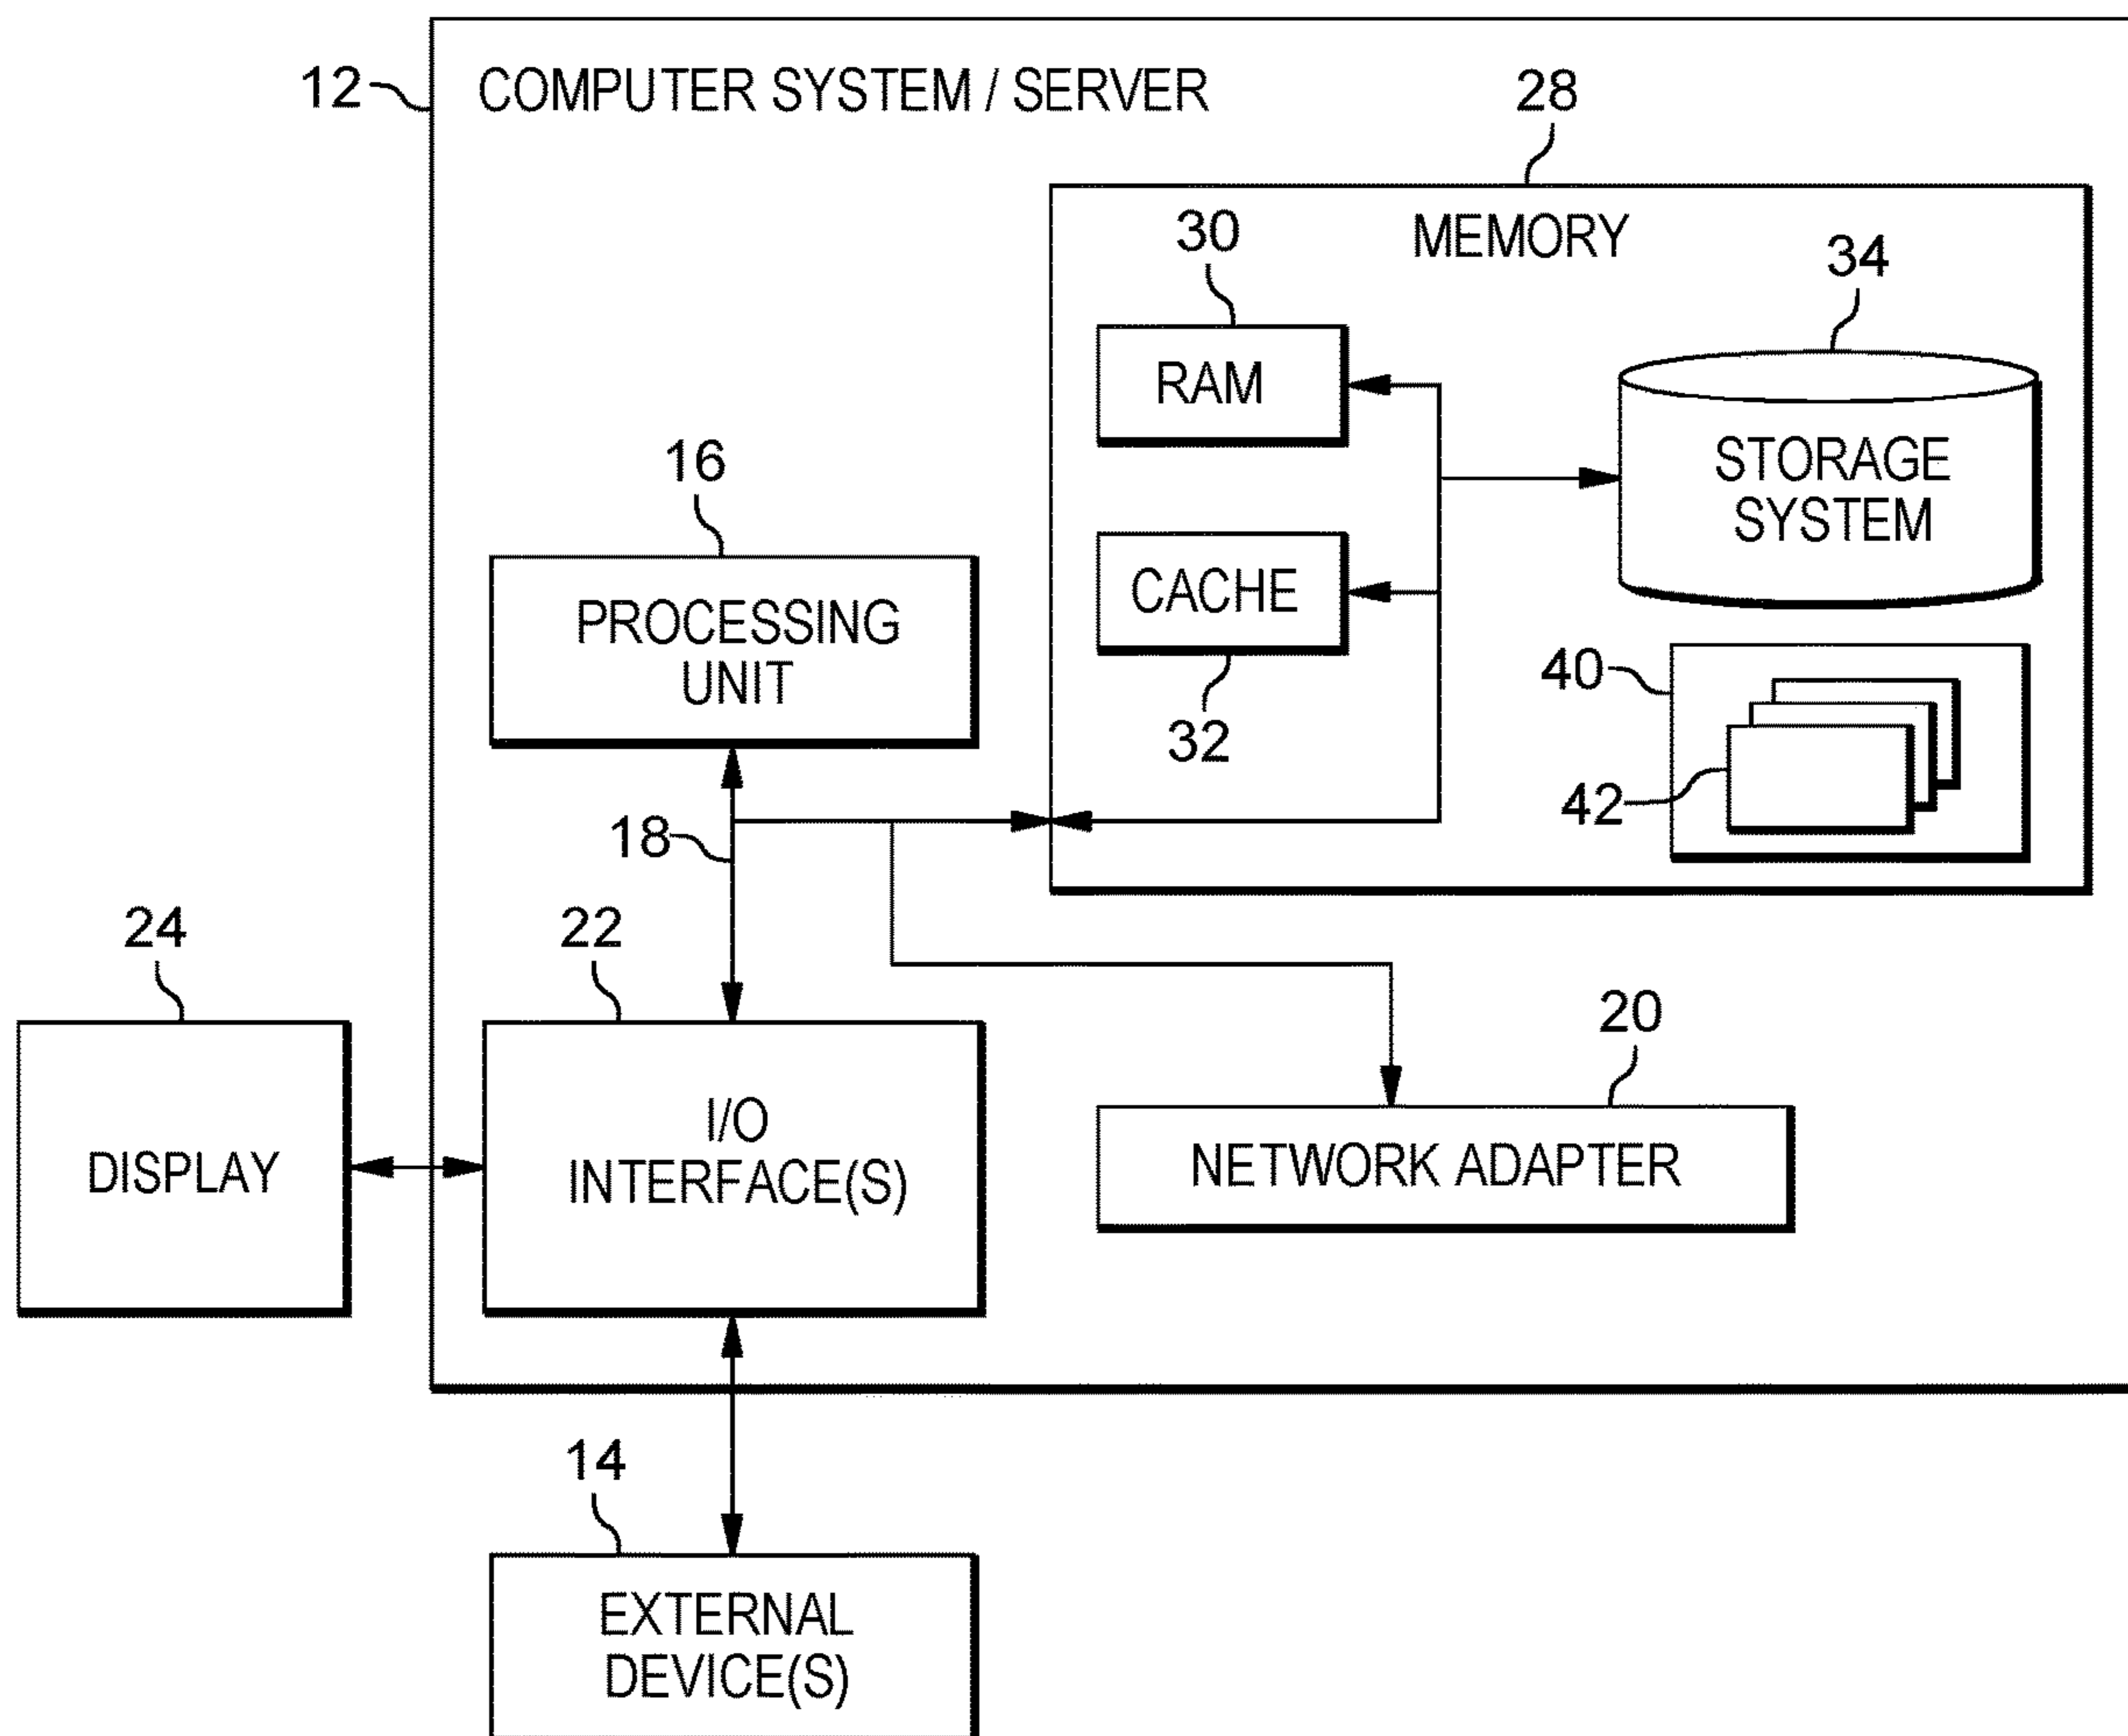 12
COMPUTER SYSTEM / SERVER
28
MEMORY
30
34
RAM
STORAGE
SYSTEM
16
PROCESSING
UNIT
CACHE
32
40
42
18
24
22
20
DISPLAY
I/O
INTERFACE(S)
NETWORK ADAPTER
14
EXTERNAL
DEVICE(S)